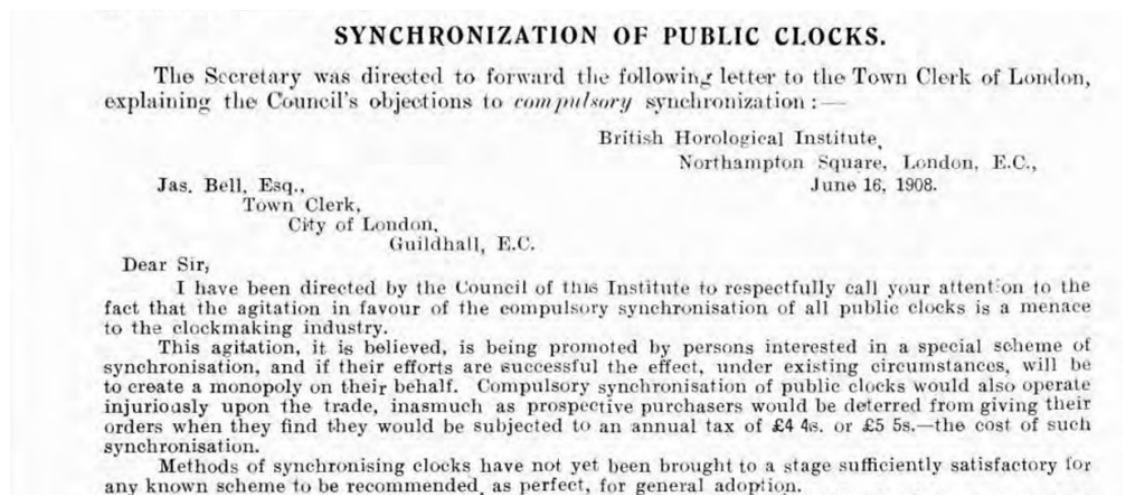 SYNCHRONIZATION OF PUBLIC CLOCKS.
The Secretary was directed to forward the following letter to the Town Clerk of London,
explaining the Council's objections to compulsory synchronization :—
British Horological Institute,
Northampton Square, London, E.C.,
Jas. Bell, Esq., June 16, 1908.
Town Clerk,
City of London,
Guildhall, E.C.
Dear Sir,
I have been directed by the Council of this Institute to respectfully call your attention to the
fact that the agitation in favour of the compulsory synchronisation of all public clocks is a menace
to the clockmaking industry.
This agitation, it is believed, is being promoted by persons interested in a special scheme of
synchronisation, and if their efforts are successful the effect, under existing circumstances, will be
to create a monopoly on their behalf. Compulsory synchronisation of public clocks would also operate
injuriously upon the trade, inasmuch as prospective purchasers would be deterred from giving their
orders when they find they would be subjected to an annual tax of £4 4s. or £5 5s.—the cost of such
synchronisation.
Methods of synchronising clocks have not yet been brought to a stage sufficiently satisfactory for
any known scheme to be recommended, as perfect, for general adoption.